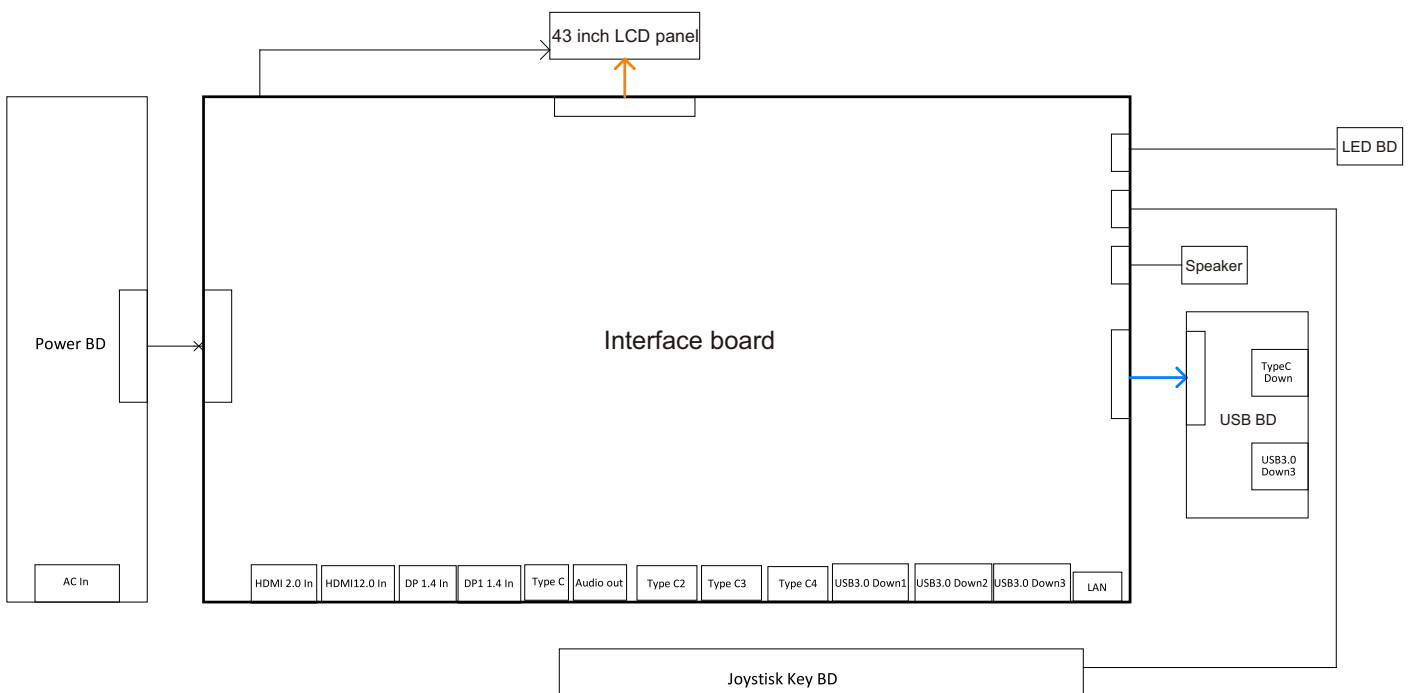 43 inch LCD panel
LED BD
Speaker
Power BD
Interface board
TypeC
Down
USB BD
USB3.0
Down3
AC In
HDMI 2.0 In
HDMI12.0 In
DP 1.4 In
DP1 1.4 In
Type C
Audio out
Type C2
Type C3
Type C4
USB3.0 Down1
USB3.0 Down2
USB3.0 Down3
LAN
Joystisk Key BD